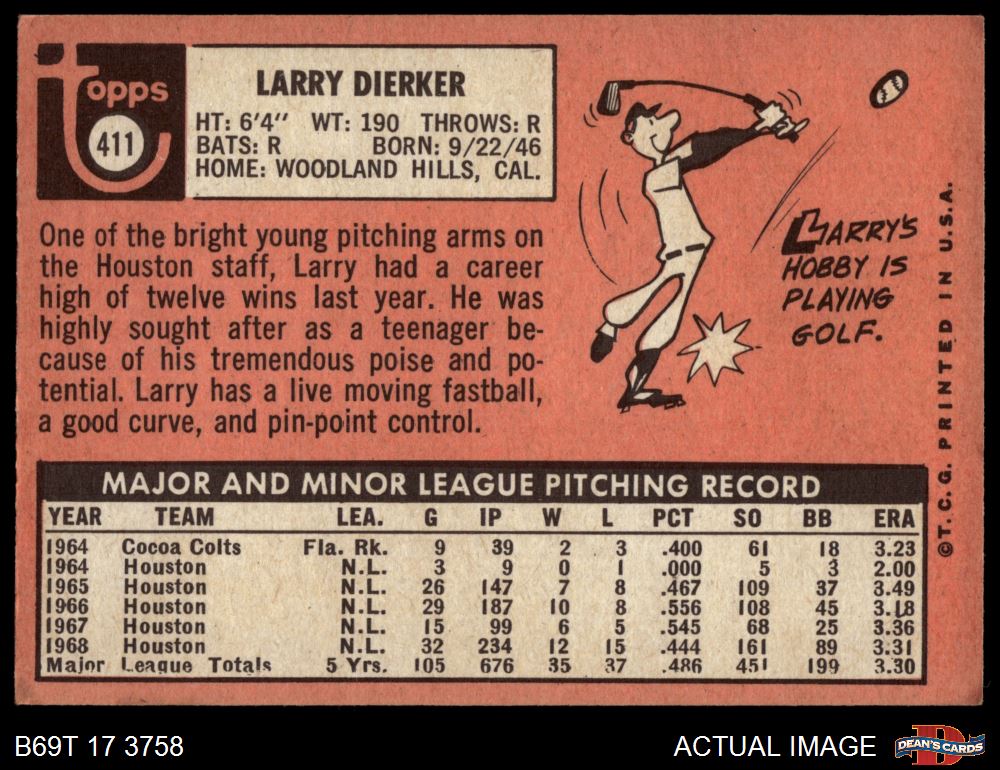 topps
411
LARRY DIERKER
HT: 6'4" WT: 190 THROWS: R
BATS: R BORN: 9/22/46
HOME: WOODLAND HILLS, CAL.
One of the bright young pitching arms on
the Houston staff, Larry had a career
high of twelve wins last year. He was
highly sought after as a teenager be-
cause of his tremendous poise and po-
tential. Larry has a live moving fastball,
a good curve, and pin-point control.
LARRY'S
HOBBY IS
PLAYING
GOLF.
©T.C.G. PRINTED IN U.S.A.
MAJOR AND MINOR LEAGUE PITCHING RECORD
YEAR TEAM LEA. G IP W L PCT SO BB ERA
1964 Cocoa Colts Fla. Rk. 9 39 2 3 .400 61 18 3.23
1964 Houston N.L. 3 9 0 1 .000 5 3 2.00
1965 Houston N.L. 26 147 7 8 .467 109 37 3.49
1966 Houston N.L. 29 187 10 8 .556 108 45 3.18
1967 Houston N.L. 15 99 6 5 .545 68 25 3.36
1968 Houston N.L. 32 234 12 15 .444 161 89 3.31
Major League Totals 5 Yrs. 105 676 35 37 .486 451 199 3.30
B69T 17 3758
ACTUAL IMAGE
D
DEAN'S CARDS